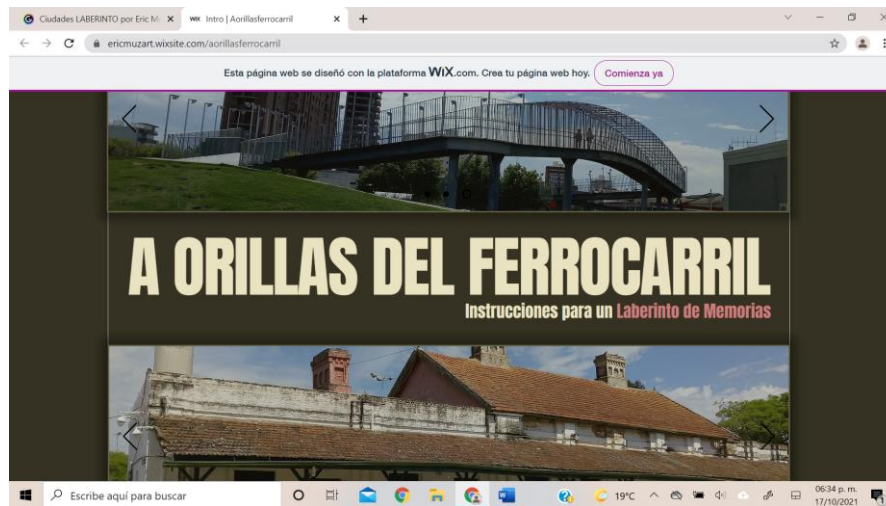 Ciudades LABERINTO por Eric M
WiX Intro | Aorillasferrocarril
ericmuzart.wixsite.com/aorillasferrocarril
Esta página web se diseñó con la plataforma WiX.com. Crea tu página web hoy. Comienza ya
A ORILLAS DEL FERROCARRIL
Instrucciones para un Laberinto de Memorias
Escribe aquí para buscar
19°C
06:34 p. m.
17/10/2021